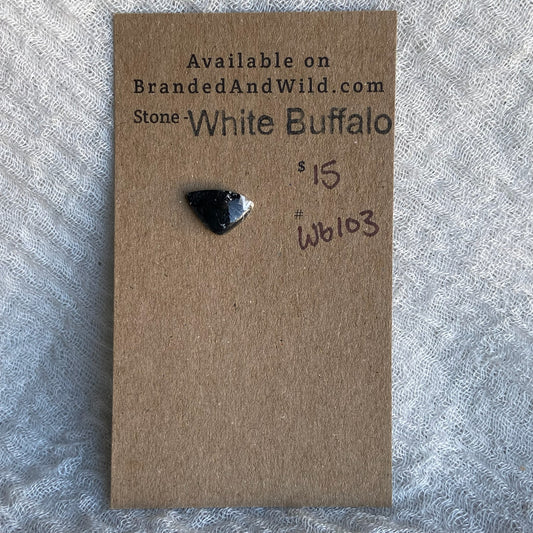 Available on
BrandedAndWild.com
Stone - White Buffalo
$ 15
#
Wb103